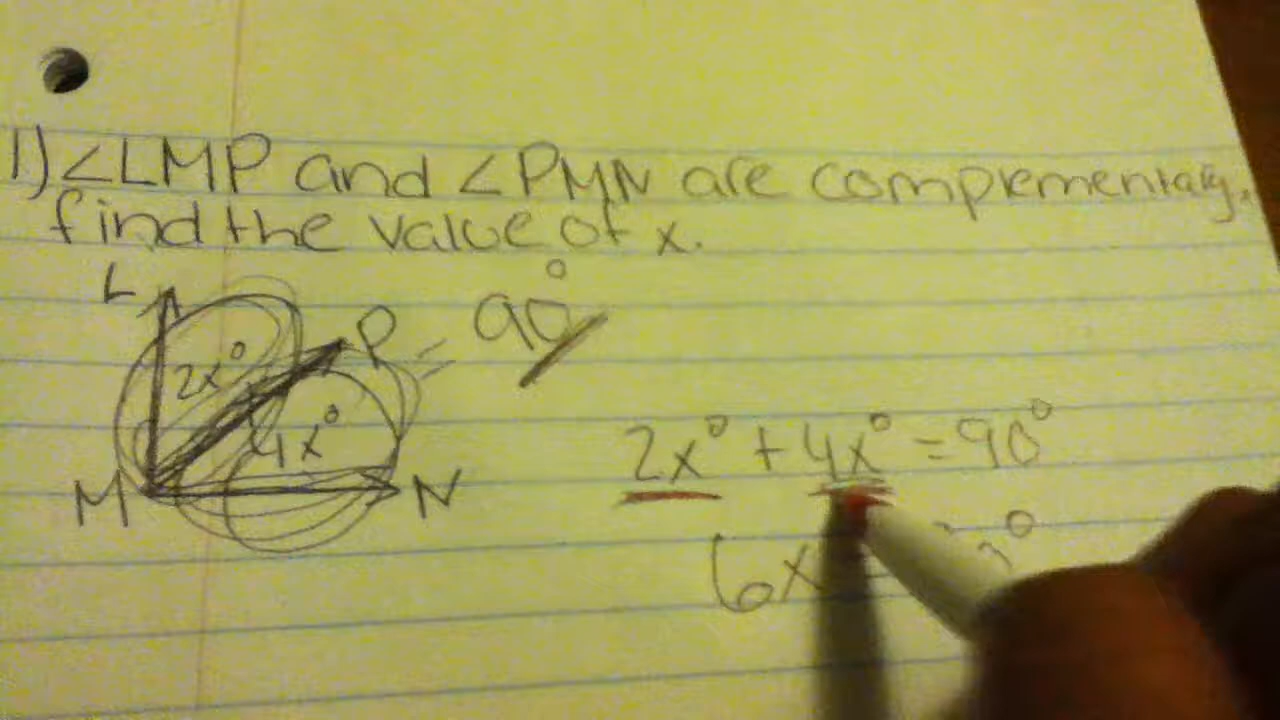 1) ∠LMP and ∠PMN are complementary.
find the value of x.
L
P = 90°
2x°
4x°
M
N
2x° + 4x° = 90°
6x